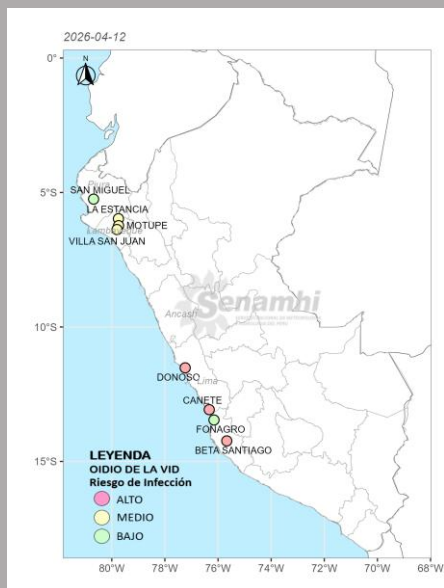 2026-04-12
N
0°
5°S
10°S
15°S
Piura
SAN MIGUEL
LA ESTANCIA
MOTUPE
Lambayeque
VILLA SAN JUAN
Senamhi
Ancash
DONOSO
Lima
CANETE
FONAGRO
BETA SANTIAGO
LEYENDA
OIDIO DE LA VID
Riesgo de Infección
ALTO
MEDIO
BAJO
80°W 78°W 76°W 74°W 72°W 70°W 68°W